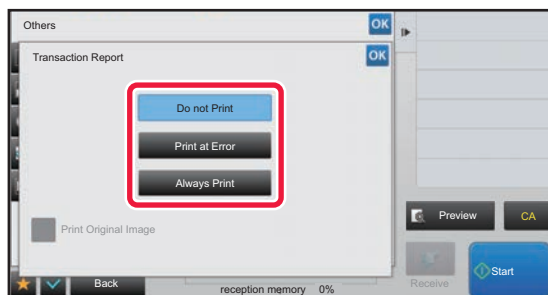 Others
OK
Transaction Report
OK
Do not Print
Print at Error
Always Print
Print Original Image
Preview
CA
Back
reception memory 0%
Receive
Start